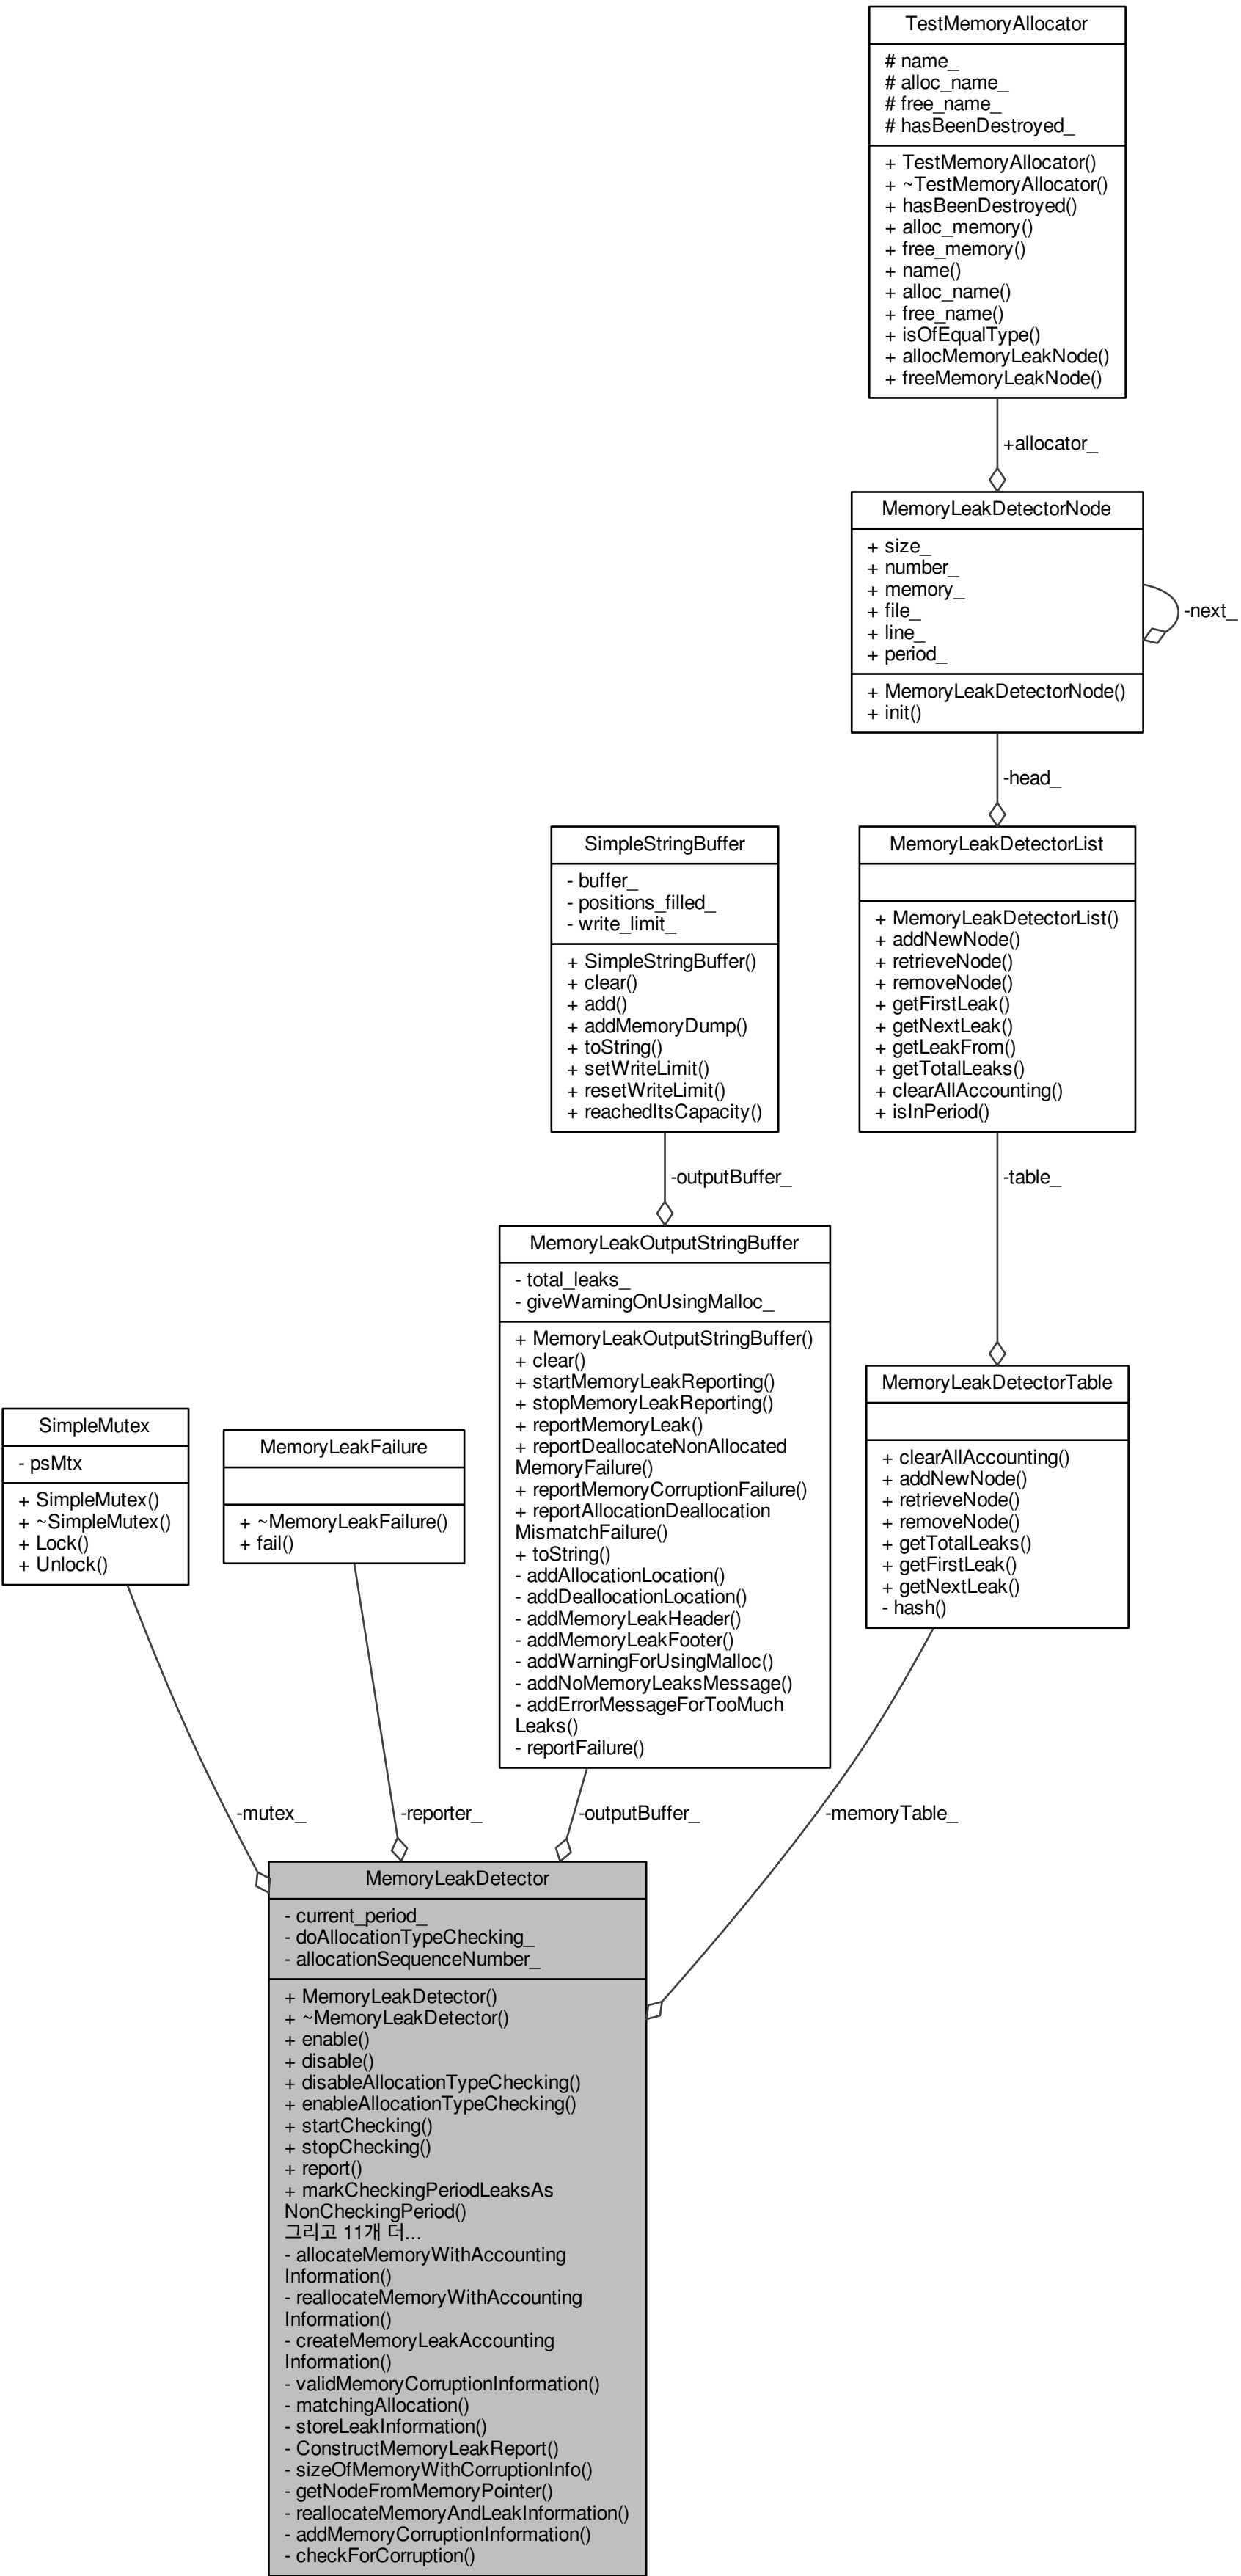 TestMemoryAllocator
# name_
# alloc_name_
# free_name_
# hasBeenDestroyed_
+ TestMemoryAllocator()
+ ~TestMemoryAllocator()
+ hasBeenDestroyed()
+ alloc_memory()
+ free_memory()
+ name()
+ alloc_name()
+ free_name()
+ isOfEqualType()
+ allocMemoryLeakNode()
+ freeMemoryLeakNode()
+allocator_
MemoryLeakDetectorNode
+ size_
+ number_
+ memory_
+ file_
+ line_
+ period_
+ MemoryLeakDetectorNode()
+ init()
-next_
-head_
SimpleStringBuffer
- buffer_
- positions_filled_
- write_limit_
+ SimpleStringBuffer()
+ clear()
+ add()
+ addMemoryDump()
+ toString()
+ setWriteLimit()
+ resetWriteLimit()
+ reachedItsCapacity()
MemoryLeakDetectorList
+ MemoryLeakDetectorList()
+ addNewNode()
+ retrieveNode()
+ removeNode()
+ getFirstLeak()
+ getNextLeak()
+ getLeakFrom()
+ getTotalLeaks()
+ clearAllAccounting()
+ isInPeriod()
-outputBuffer_
-table_
MemoryLeakOutputStringBuffer
- total_leaks_
- giveWarningOnUsingMalloc_
+ MemoryLeakOutputStringBuffer()
+ clear()
+ startMemoryLeakReporting()
+ stopMemoryLeakReporting()
+ reportMemoryLeak()
+ reportDeallocateNonAllocated
MemoryFailure()
+ reportMemoryCorruptionFailure()
+ reportAllocationDeallocation
MismatchFailure()
+ toString()
- addAllocationLocation()
- addDeallocationLocation()
- addMemoryLeakHeader()
- addMemoryLeakFooter()
- addWarningForUsingMalloc()
- addNoMemoryLeaksMessage()
- addErrorMessageForTooMuch
Leaks()
- reportFailure()
MemoryLeakDetectorTable
+ clearAllAccounting()
+ addNewNode()
+ retrieveNode()
+ removeNode()
+ getTotalLeaks()
+ getFirstLeak()
+ getNextLeak()
- hash()
SimpleMutex
- psMtx
+ SimpleMutex()
+ ~SimpleMutex()
+ Lock()
+ Unlock()
MemoryLeakFailure
+ ~MemoryLeakFailure()
+ fail()
-mutex_
-reporter_
-outputBuffer_
-memoryTable_
MemoryLeakDetector
- current_period_
- doAllocationTypeChecking_
- allocationSequenceNumber_
+ MemoryLeakDetector()
+ ~MemoryLeakDetector()
+ enable()
+ disable()
+ disableAllocationTypeChecking()
+ enableAllocationTypeChecking()
+ startChecking()
+ stopChecking()
+ report()
+ markCheckingPeriodLeaksAs
NonCheckingPeriod()
그리고 11개 더...
- allocateMemoryWithAccounting
Information()
- reallocateMemoryWithAccounting
Information()
- createMemoryLeakAccounting
Information()
- validMemoryCorruptionInformation()
- matchingAllocation()
- storeLeakInformation()
- ConstructMemoryLeakReport()
- sizeOfMemoryWithCorruptionInfo()
- getNodeFromMemoryPointer()
- reallocateMemoryAndLeakInformation()
- addMemoryCorruptionInformation()
- checkForCorruption()